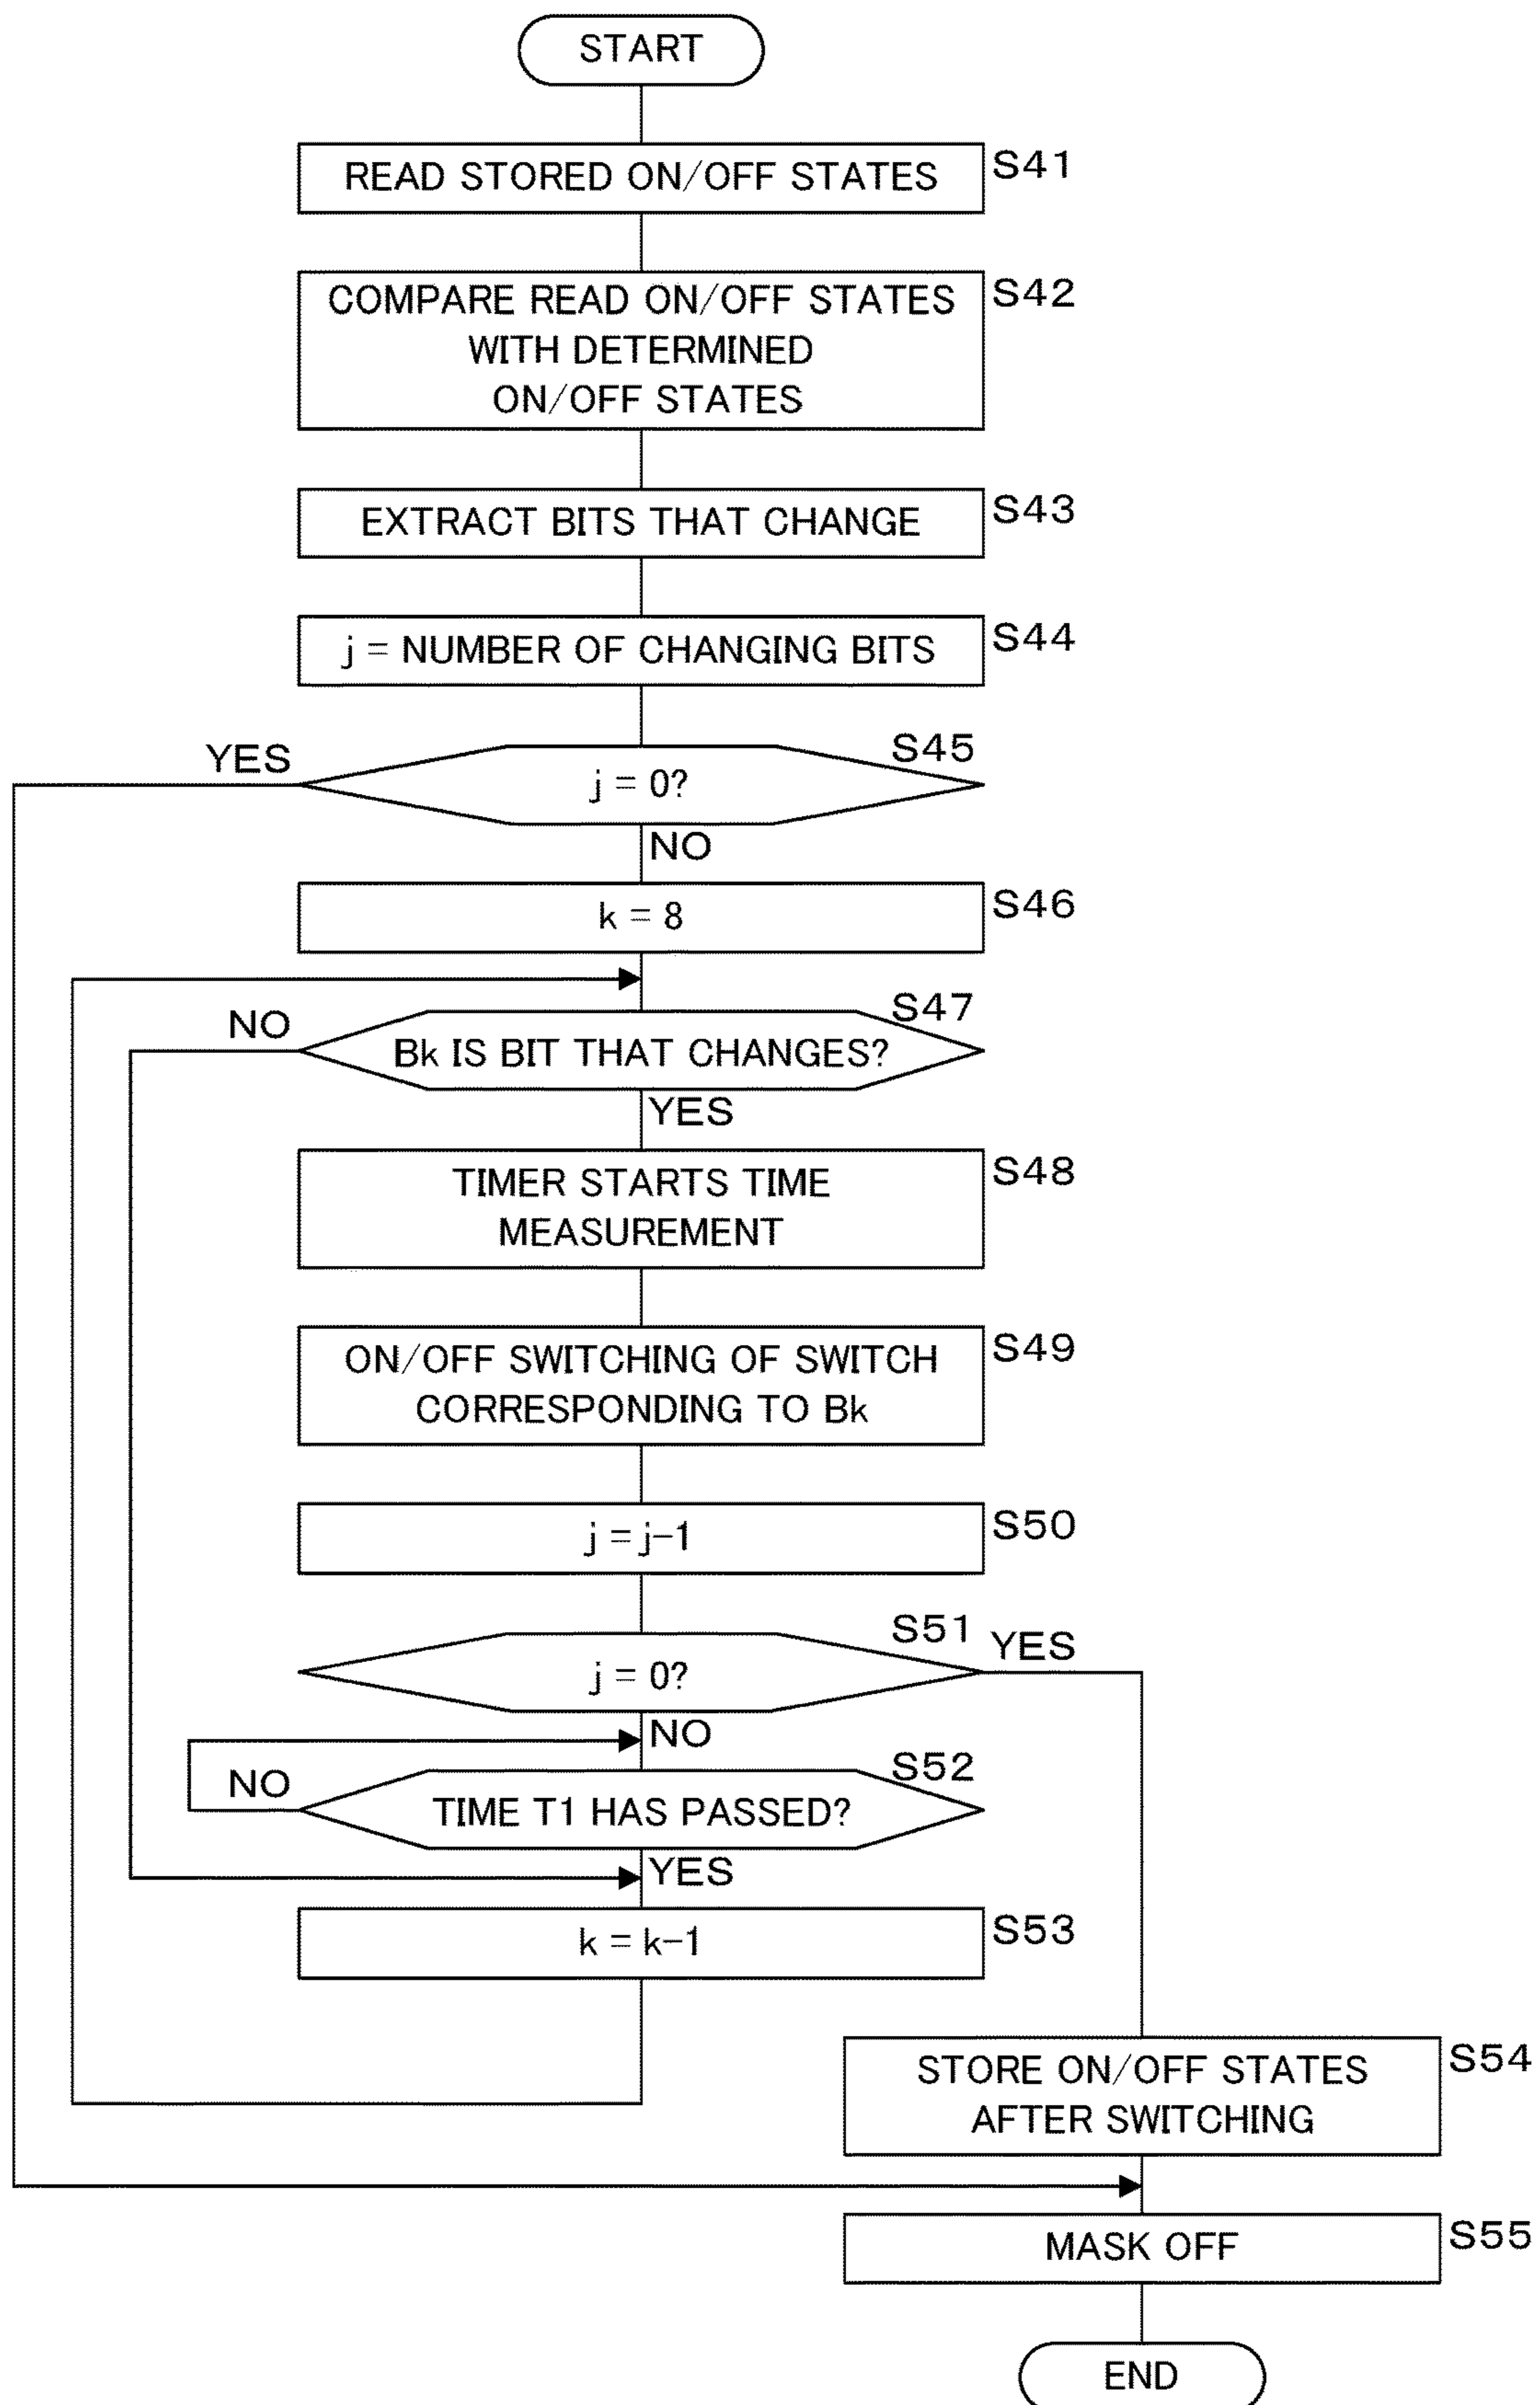 START
READ STORED ON/OFF STATES
S41
COMPARE READ ON/OFF STATES
WITH DETERMINED
ON/OFF STATES
S42
EXTRACT BITS THAT CHANGE
S43
j = NUMBER OF CHANGING BITS
S44
YES
j = 0?
S45
NO
k = 8
S46
NO
Bk IS BIT THAT CHANGES?
S47
YES
TIMER STARTS TIME
MEASUREMENT
S48
ON/OFF SWITCHING OF SWITCH
CORRESPONDING TO Bk
S49
j = j-1
S50
j = 0?
S51
YES
NO
NO
TIME T1 HAS PASSED?
S52
YES
k = k-1
S53
STORE ON/OFF STATES
AFTER SWITCHING
S54
MASK OFF
S55
END